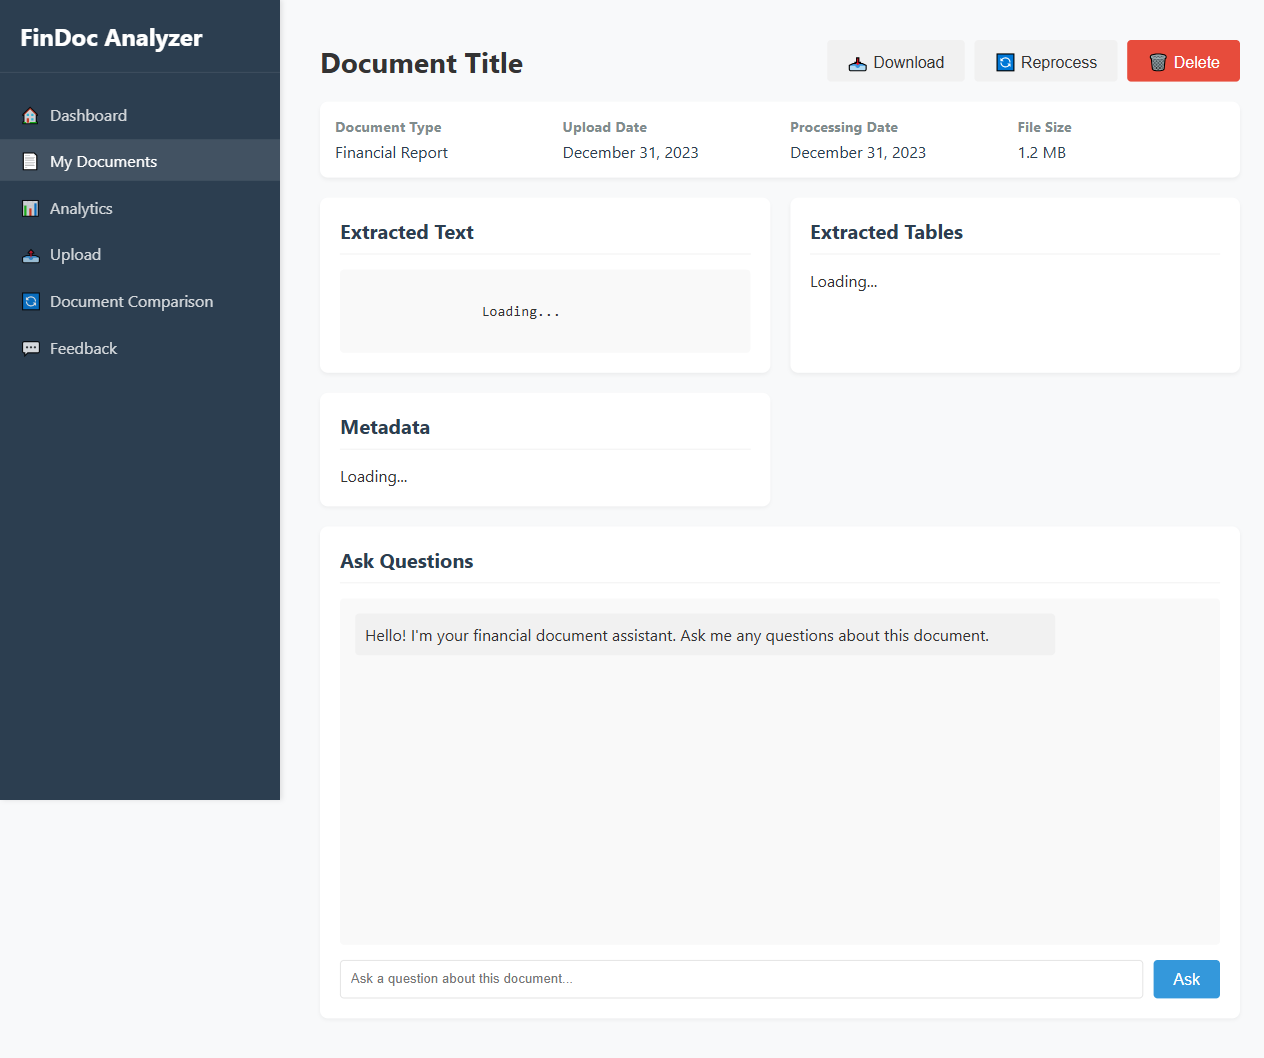 FinDoc Analyzer
Dashboard
My Documents
Analytics
Upload
Document Comparison
Feedback
Document Title
Download
Reprocess
Delete
Document Type
Financial Report
Upload Date
December 31, 2023
Processing Date
December 31, 2023
File Size
1.2 MB
Extracted Text
Loading...
Extracted Tables
Loading...
Metadata
Loading...
Ask Questions
Hello! I'm your financial document assistant. Ask me any questions about this document.
Ask a question about this document...
Ask